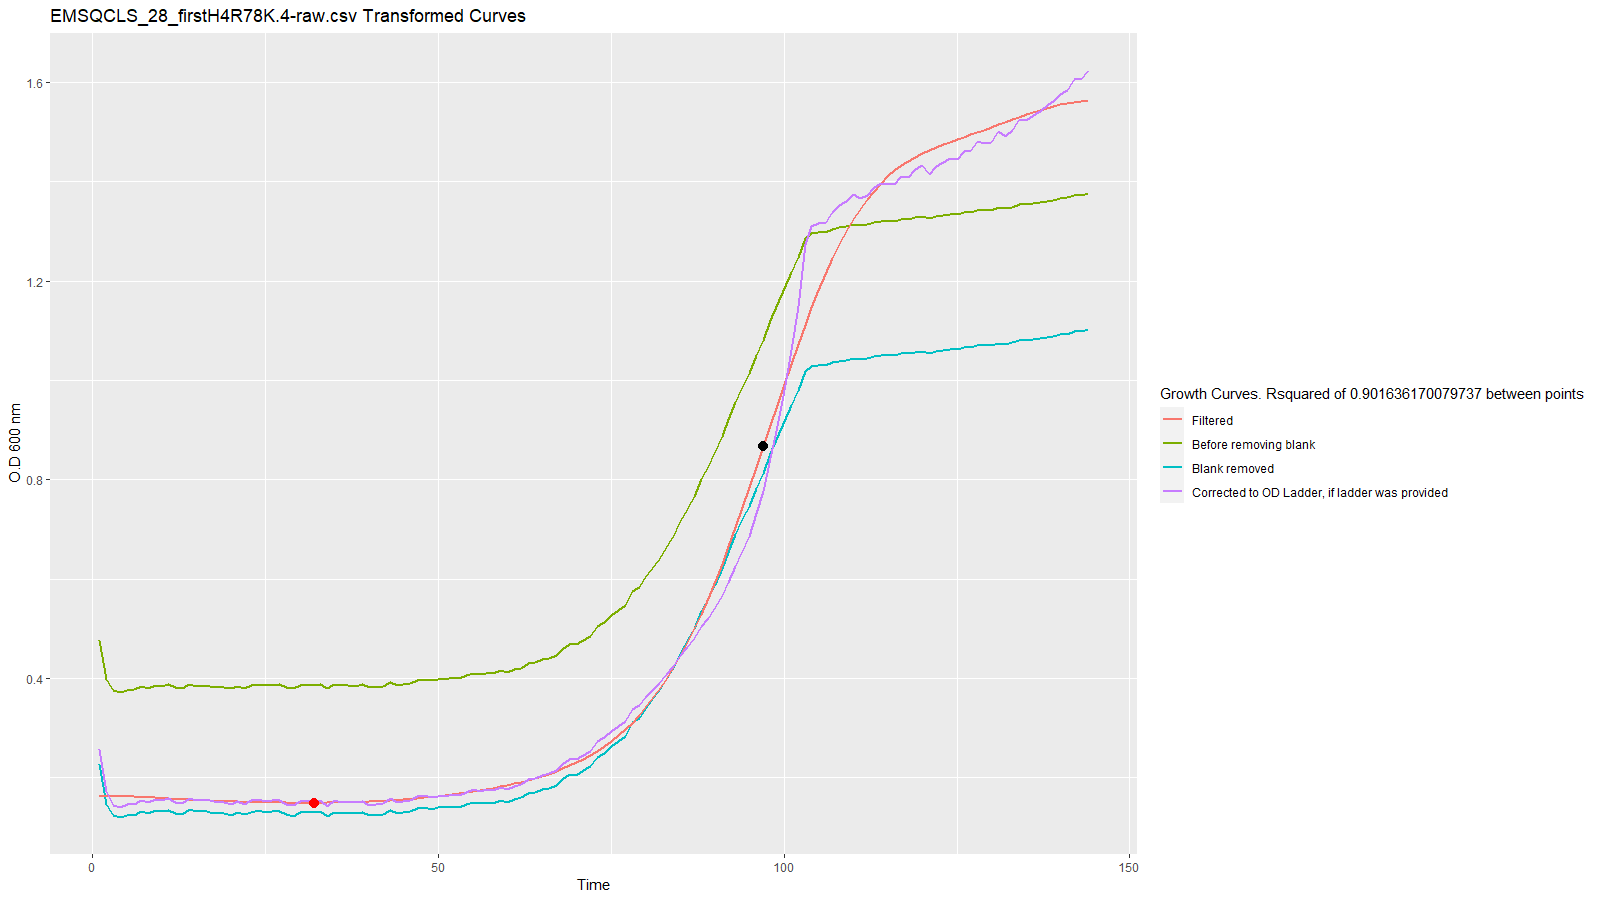 EMSQCLS_28_firstH4R78K.4-raw.csv Transformed Curves
1.6
1.2
0.8
0.4
O.D 600 nm
0
50
100
150
Time
Growth Curves. Rsquared of 0.901636170079737 between points
Filtered
Before removing blank
Blank removed
Corrected to OD Ladder, if ladder was provided